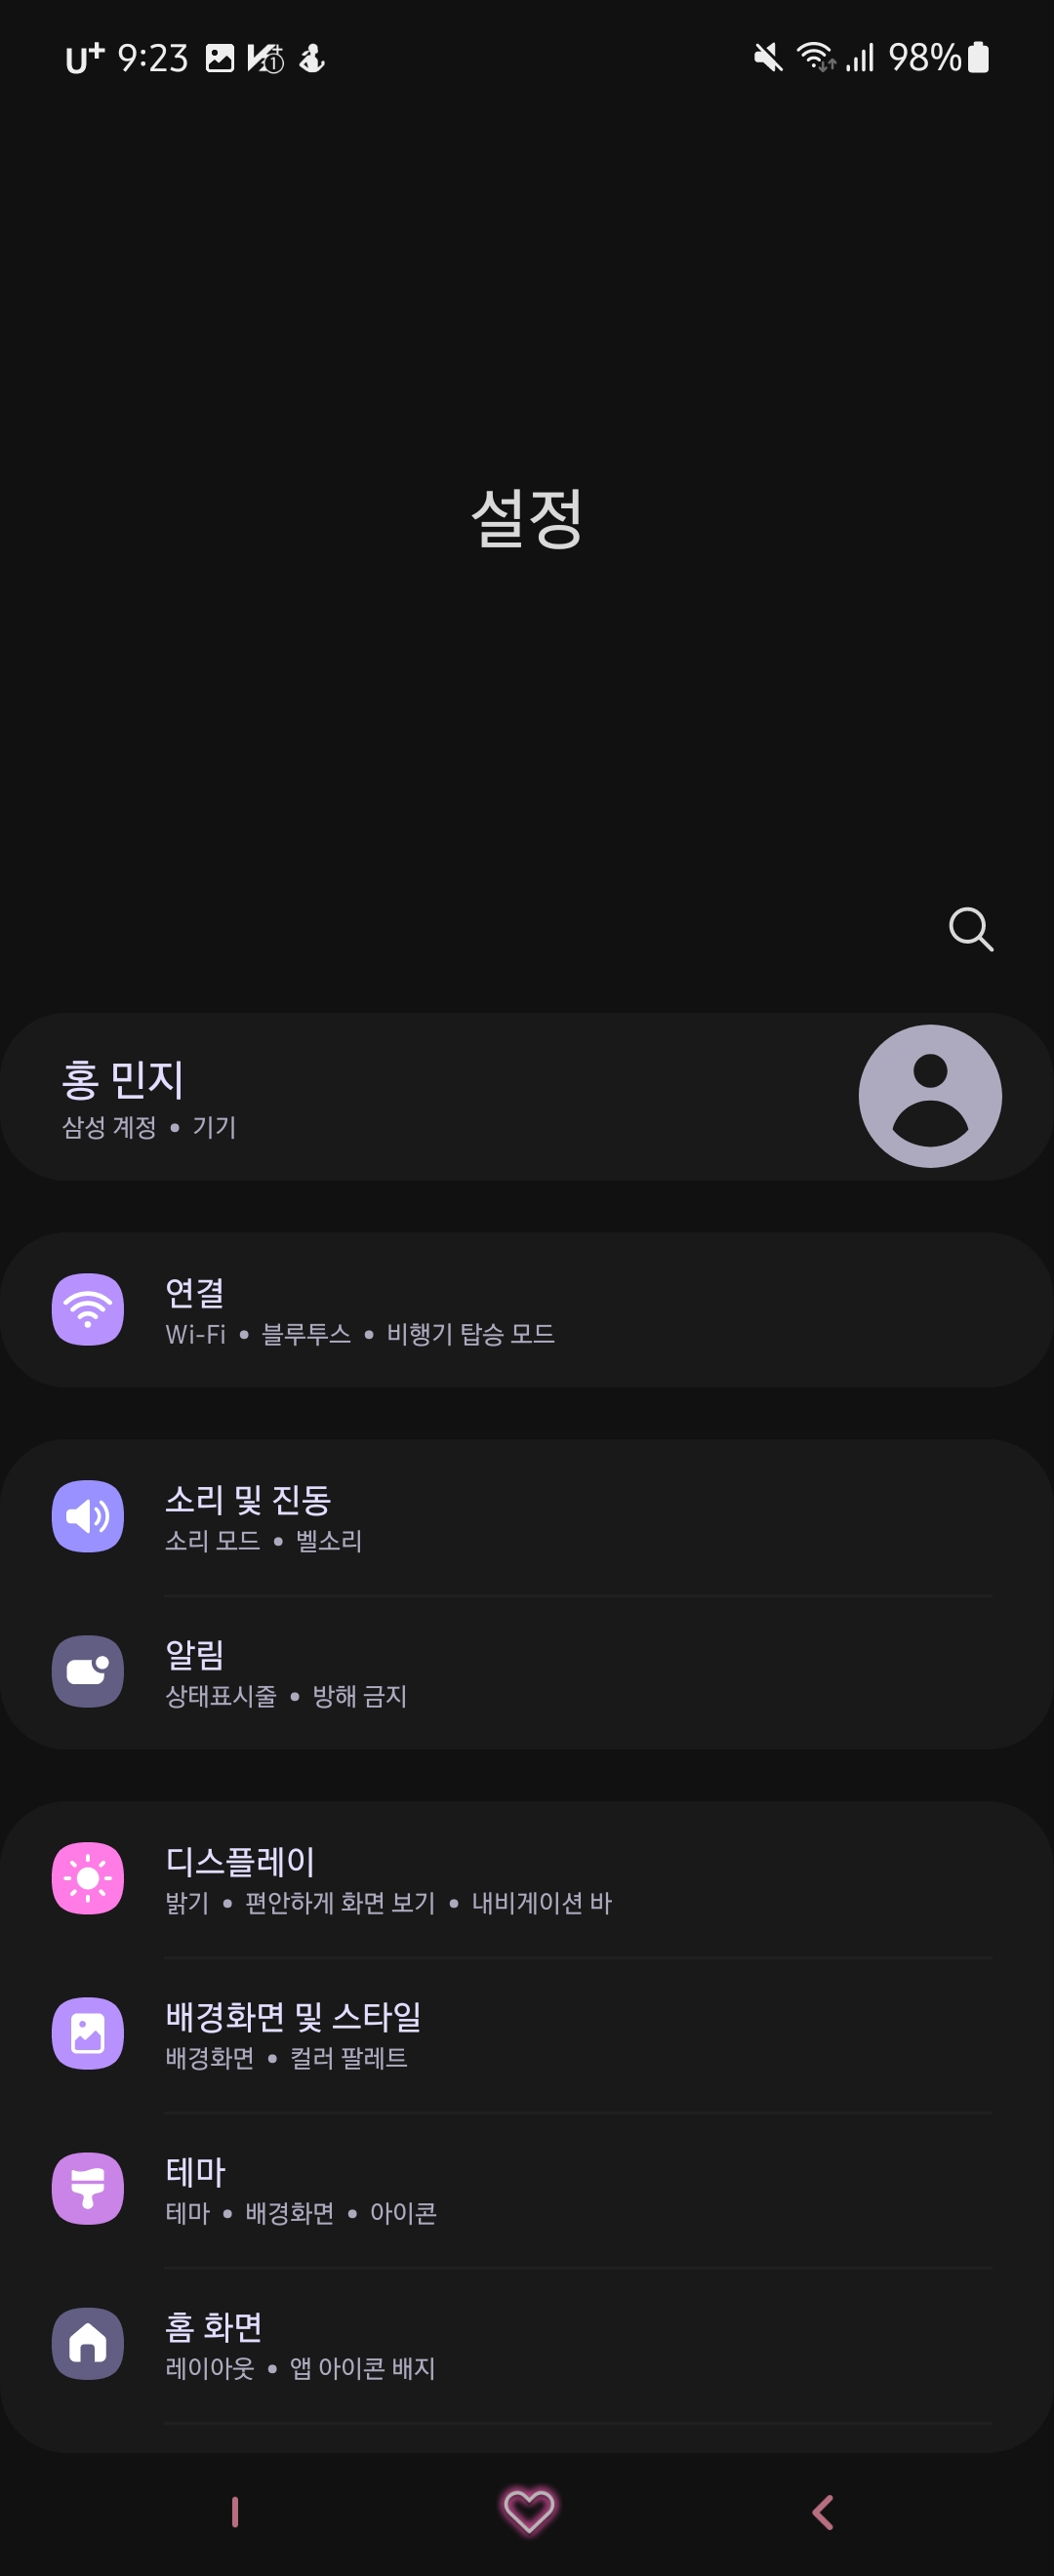 U+ 9:23 98%
설정
홍 민지
삼성 계정 • 기기
연결
Wi-Fi • 블루투스 • 비행기 탑승 모드
소리 및 진동
소리 모드 • 벨소리
알림
상태표시줄 • 방해 금지
디스플레이
밝기 • 편안하게 화면 보기 • 내비게이션 바
배경화면 및 스타일
배경화면 • 컬러 팔레트
테마
테마 • 배경화면 • 아이콘
홈 화면
레이아웃 • 앱 아이콘 배지